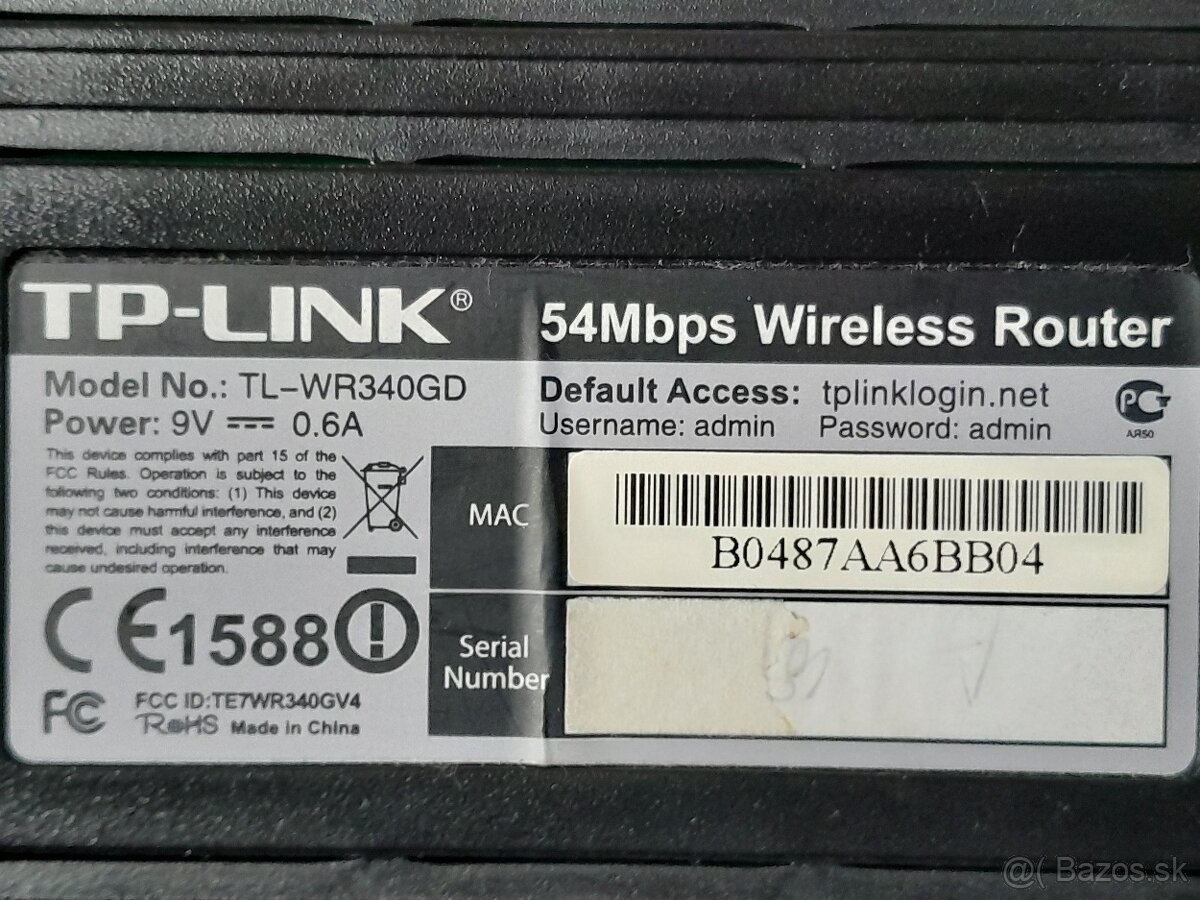 TP-LINK®
54Mbps Wireless Router
Model No.: TL-WR340GD
Power: 9V 0.6A
Default Access: tplinklogin.net
Username: admin Password: admin
PG
АЯ50
This device complies with part 15 of the
FCC Rules. Operation is subject to the
following two conditions: (1) This device
may not cause harmful interference, and (2)
this device must accept any interference
received, including interference that may
cause undesired operation.
MAC
B0487AA6BB04
CE1588
Serial
Number
FC FCC ID:TE7WR340GV4
RoHS Made in China
@( Bazos.sk